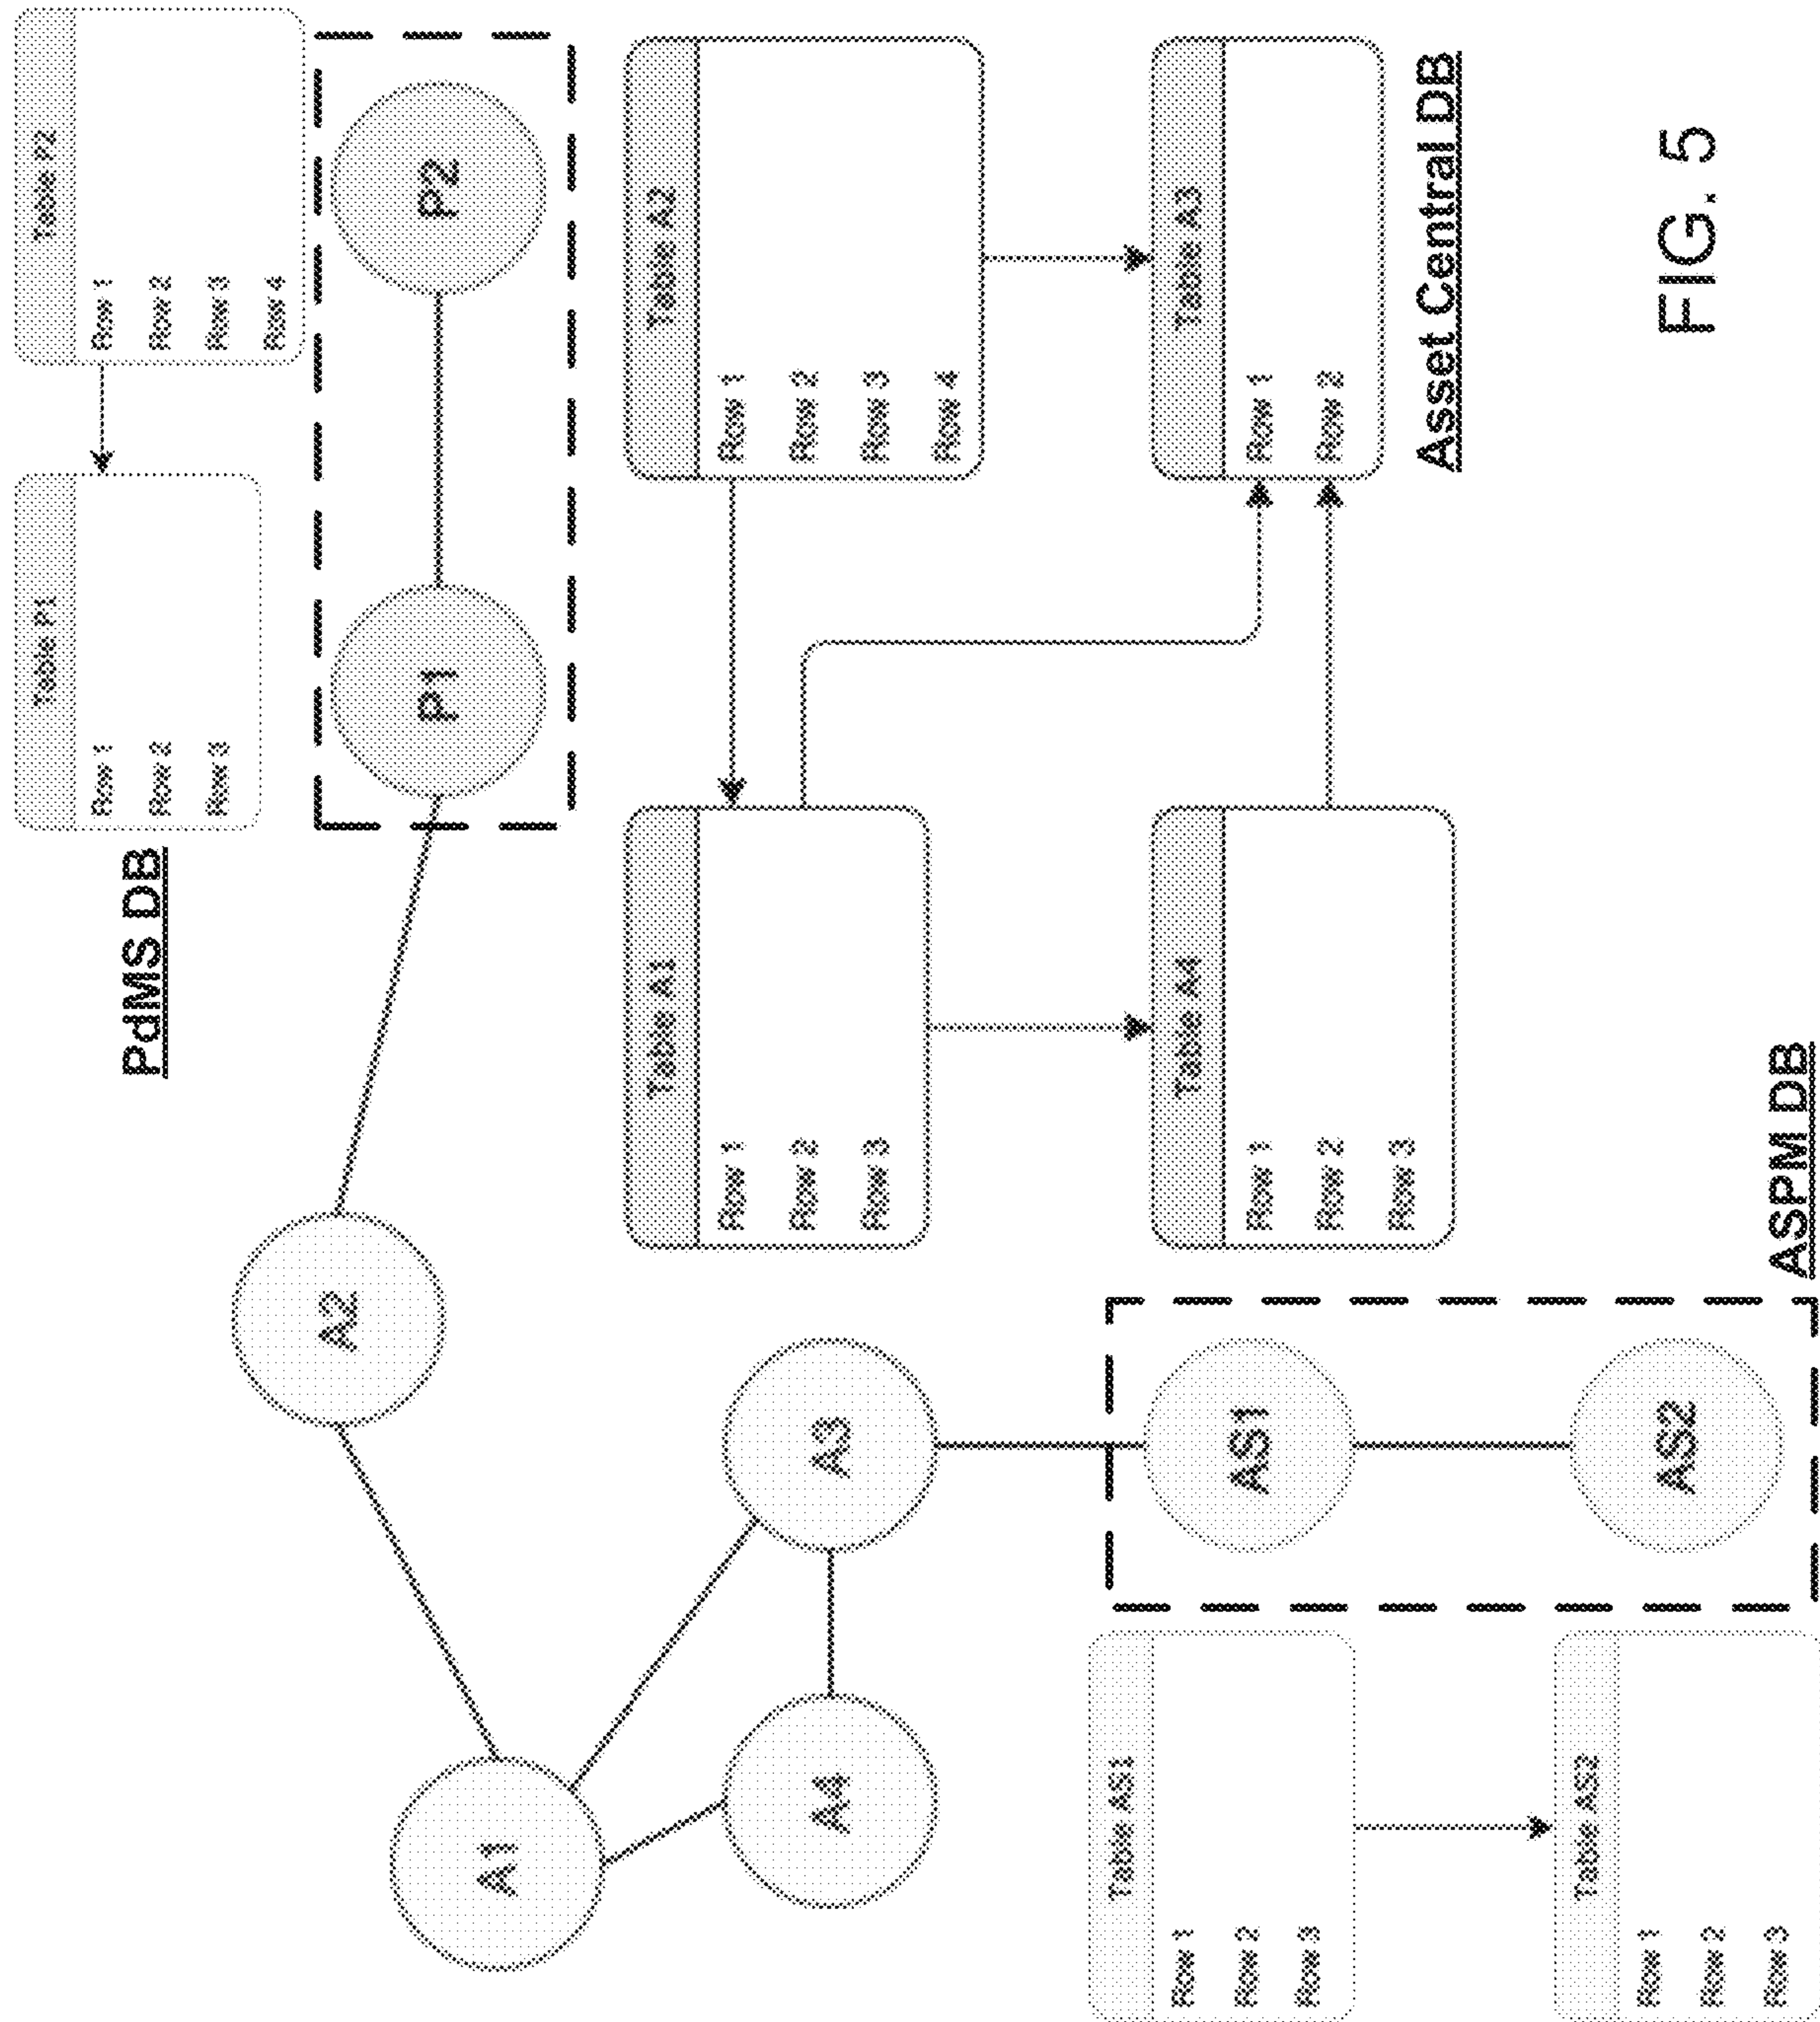 PdMS DB
Table P1
Row 1
Row 2
Row 3
Table P2
Row 1
Row 2
Row 3
Row 4
A2
P1
P2
A1
A3
A4
Table A1
Row 1
Row 2
Row 3
Table A2
Row 1
Row 2
Row 3
Row 4
Table A4
Row 1
Row 2
Row 3
Table A3
Row 1
Row 2
Asset Central DB
Table AS1
Row 1
Row 2
Row 3
AS1
Table AS2
Row 1
Row 2
Row 3
AS2
ASPM DB
FIG. 5